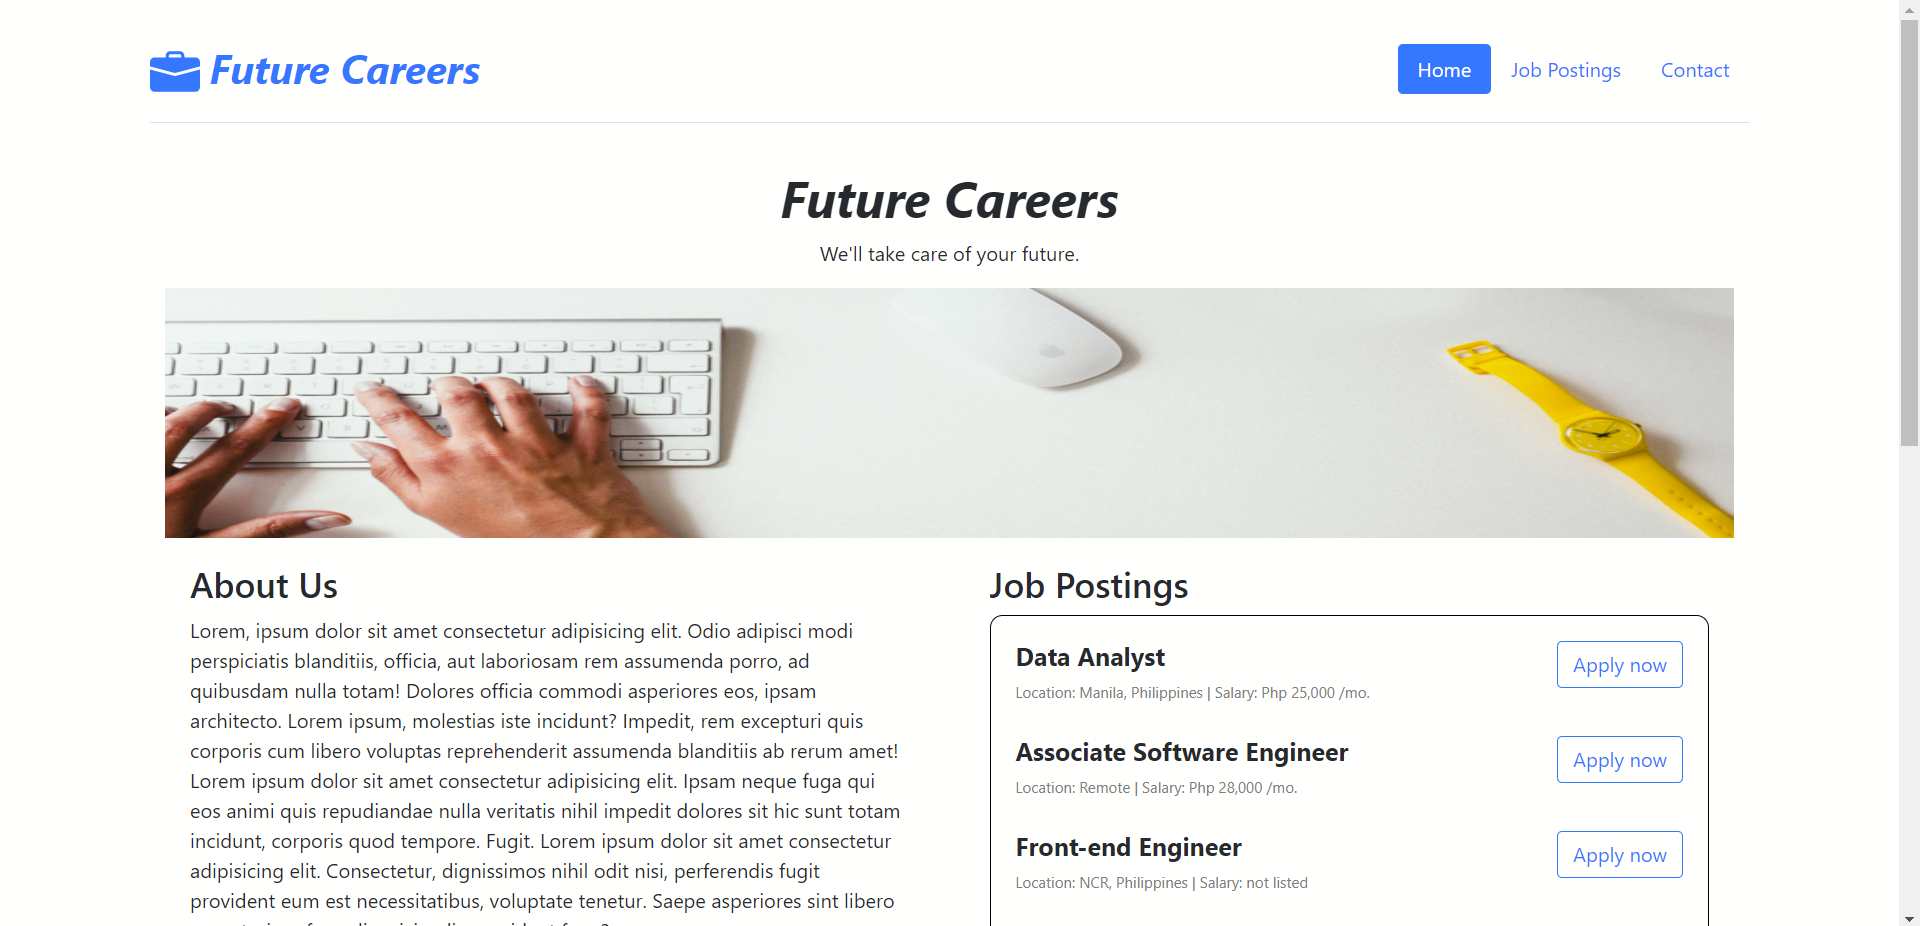 Future Careers
Home Job Postings Contact
Future Careers
We'll take care of your future.
About Us
Lorem, ipsum dolor sit amet consectetur adipisicing elit. Odio adipisci modi
perspiciatis blanditiis, officia, aut laboriosam rem assumenda porro, ad
quibusdam nulla totam! Dolores officia commodi asperiores eos, ipsam
architecto. Lorem ipsum, molestias iste incidunt? Impedit, rem excepturi quis
corporis cum libero voluptas reprehenderit assumenda blanditiis ab rerum amet!
Lorem ipsum dolor sit amet consectetur adipisicing elit. Ipsam neque fuga qui
eos animi quis repudiandae nulla veritatis nihil impedit dolores sit hic sunt totam
incidunt, corporis quod tempore. Fugit. Lorem ipsum dolor sit amet consectetur
adipisicing elit. Consectetur, dignissimos nihil odit nisi, perferendis fugit
provident eum est necessitatibus, voluptate tenetur. Saepe asperiores sint libero
Job Postings
Data Analyst
Apply now
Location: Manila, Philippines | Salary: Php 25,000 /mo.
Associate Software Engineer
Apply now
Location: Remote | Salary: Php 28,000 /mo.
Front-end Engineer
Apply now
Location: NCR, Philippines | Salary: not listed